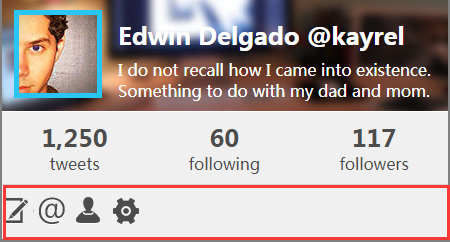 Edwin Delgado @kayrel
I do not recall how I came into existence.
Something to do with my dad and mom.
1,250 60 117
tweets following followers
@